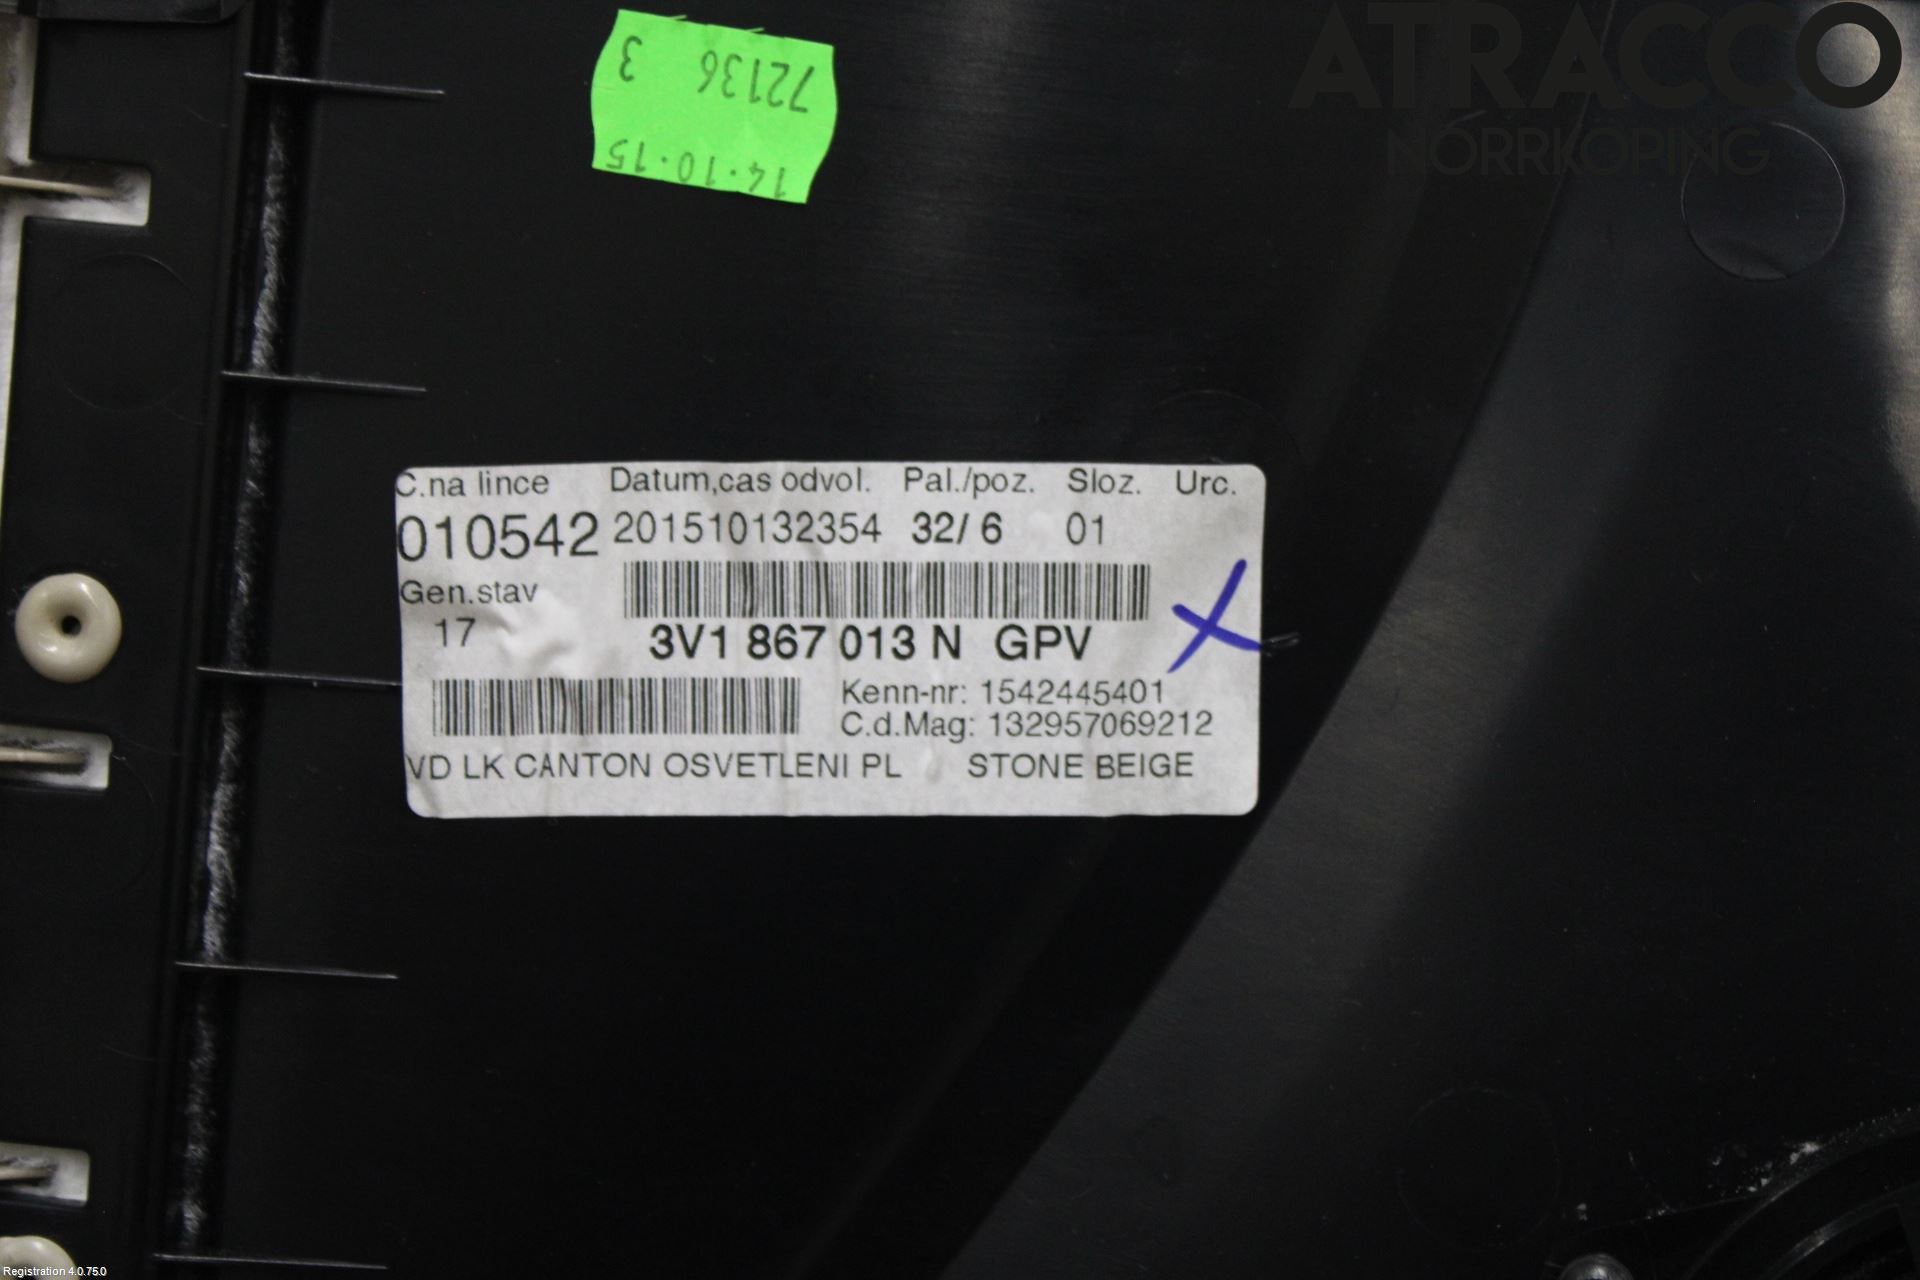 ATRACCO
NORRKÖPING
72136 3
14·10·15
C.na lince Datum,cas odvol. Pal./poz. Sloz. Urc.
010542 201510132354 32/ 6 01
Gen.stav
17
3V1 867 013 N GPV
Kenn-nr: 1542445401
C.d.Mag: 132957069212
VD LK CANTON OSVETLENI PL STONE BEIGE
Registration 4.0.75.0